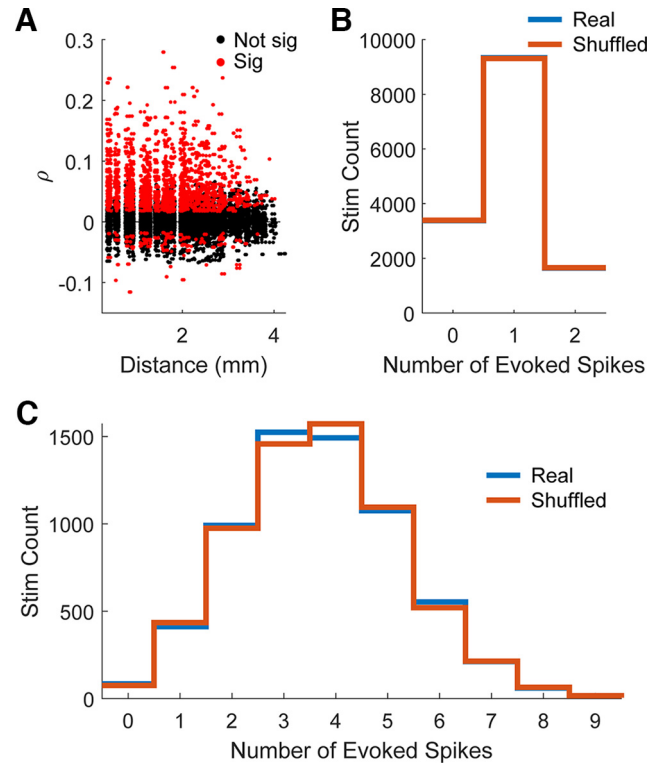 A
Not sig
Sig
0.3
0.2
0.1
0
-0.1
ρ
2
4
Distance (mm)
B
Real
Shuffled
10000
8000
6000
4000
2000
0
Stim Count
0
1
2
Number of Evoked Spikes
C
1500
1000
500
0
Stim Count
Real
Shuffled
0
1
2
3
4
5
6
7
8
9
Number of Evoked Spikes